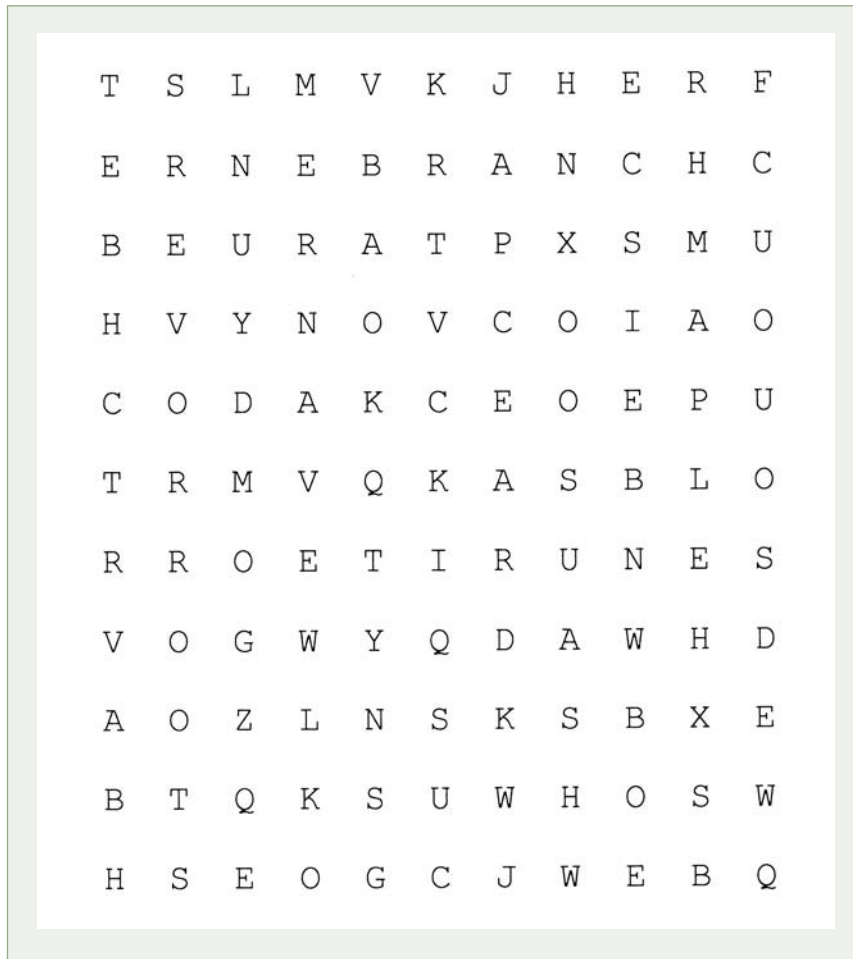 T S L M V K J H E R F
E R N E B R A N C H C
B E U R A T P X S M U
H V Y N O V C O I A O
C O D A K C E O E P U
T R M V Q K A S B L O
R R O E T I R U N E S
V O G W Y Q D A W H D
A O Z L N S K S B X E
B T Q K S U W H O S W
H S E O G C J W E B Q